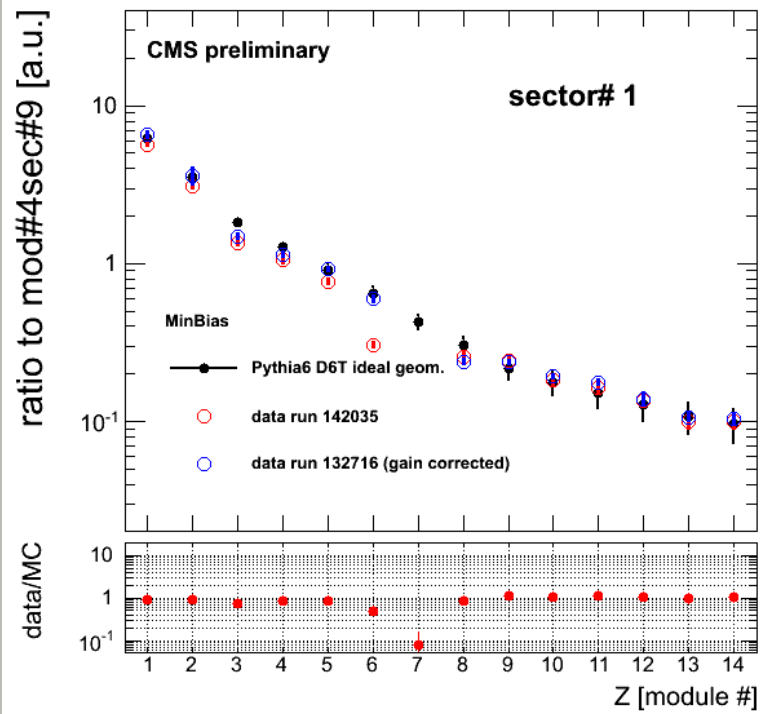 CMS preliminary
sector# 1
ratio to mod#4sec#9 [a.u.]
10
1
10-1
MinBias
Pythia6 D6T ideal geom.
data run 142035
data run 132716 (gain corrected)
data/MC
10
1
10-1
1 2 3 4 5 6 7 8 9 10 11 12 13 14
Z [module #]